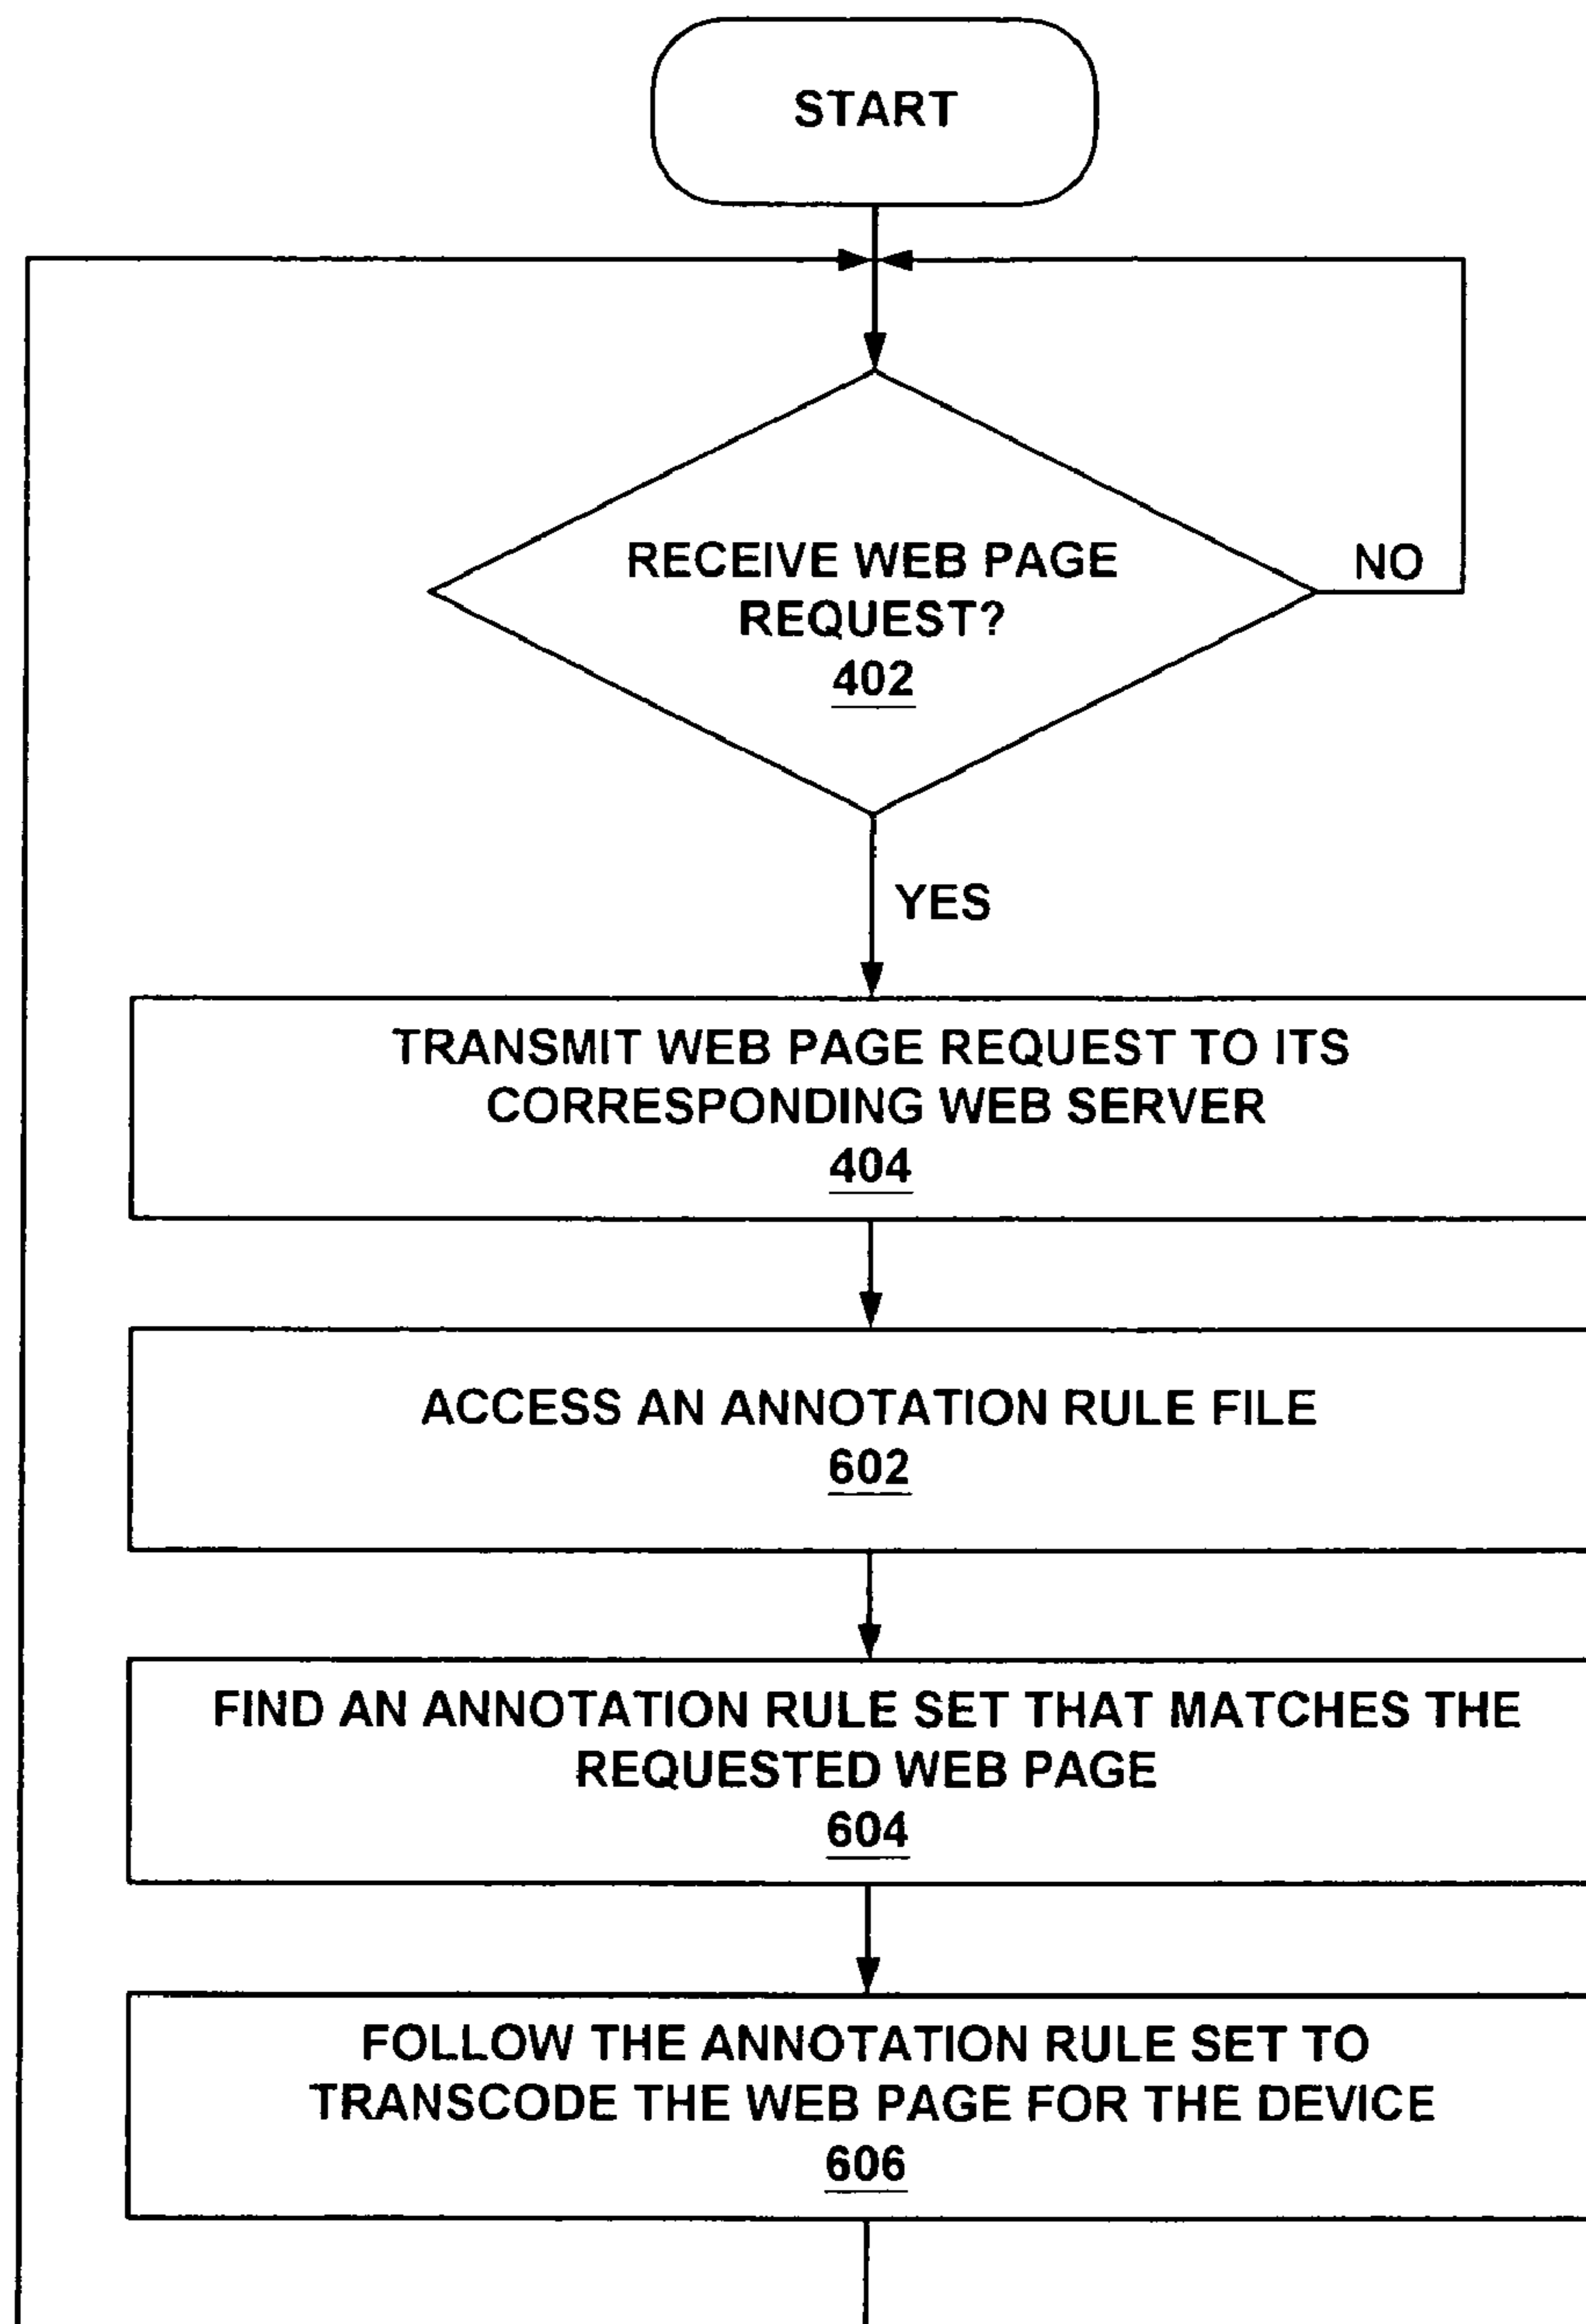 START
RECEIVE WEB PAGE
REQUEST?
402
NO
YES
TRANSMIT WEB PAGE REQUEST TO ITS
CORRESPONDING WEB SERVER
404
ACCESS AN ANNOTATION RULE FILE
602
FIND AN ANNOTATION RULE SET THAT MATCHES THE
REQUESTED WEB PAGE
604
FOLLOW THE ANNOTATION RULE SET TO
TRANSCODE THE WEB PAGE FOR THE DEVICE
606